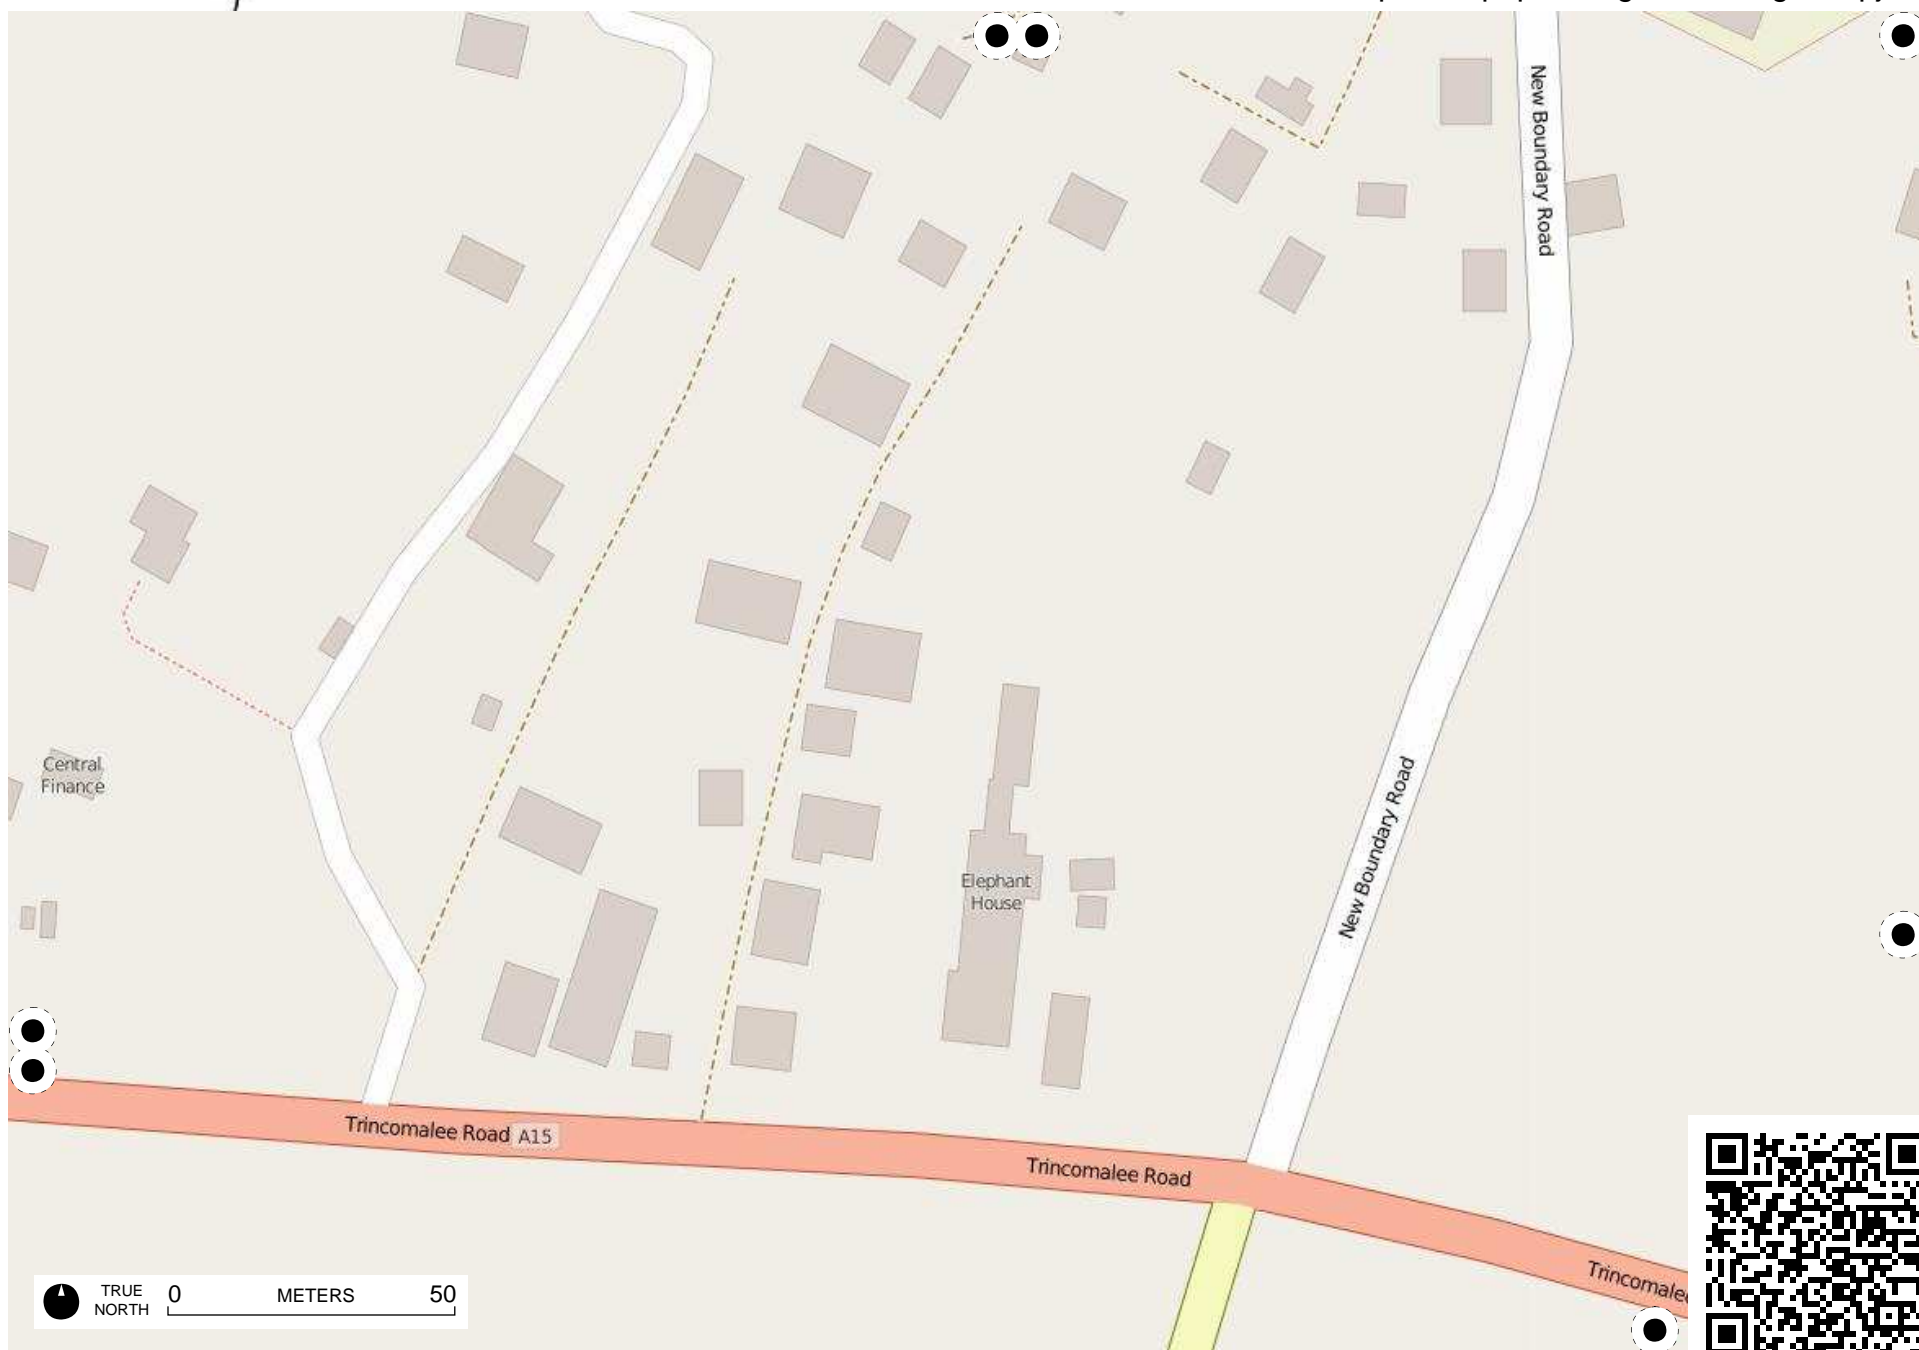 New Boundary Road
Central
Finance
New Boundary Road
Elephant
House
Trincomalee Road A15
Trincomalee Road
Trincomalee
TRUE
NORTH
0 METERS 50